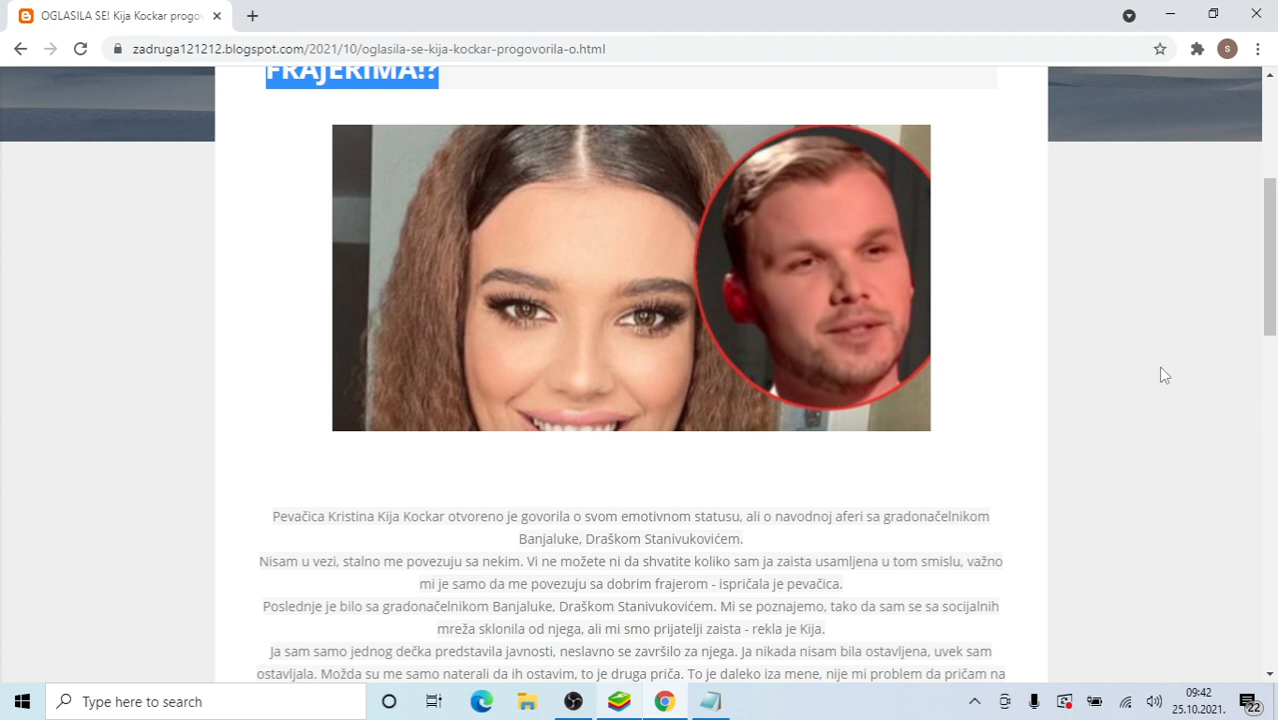 OGLASILA SE! Kija Kockar progov
zadruga121212.blogspot.com/2021/10/oglasila-se-kija-kockar-progovorila-o.html
S
FRAJERIMA!?
Pevačica Kristina Kija Kockar otvoreno je govorila o svom emotivnom statusu, ali o navodnoj aferi sa gradonačelnikom
Banjaluke, Draškom Stanivukovićem.
Nisam u vezi, stalno me povezuju sa nekim. Vi ne možete ni da shvatite koliko sam ja zaista usamljena u tom smislu, važno
mi je samo da me povezuju sa dobrim frajerom - ispričala je pevačica.
Poslednje je bilo sa gradonačelnikom Banjaluke, Draškom Stanivukovićem. Mi se poznajemo, tako da sam se sa socijalnih
mreža sklonila od njega, ali mi smo prijatelji zaista - rekla je Kija.
Ja sam samo jednog dečka predstavila javnosti, neslavno se završilo za njega. Ja nikada nisam bila ostavljena, uvek sam
ostavljala. Možda su me samo naterali da ih ostavim, to je druga priča. To je daleko iza mene, nije mi problem da pričam na
Type here to search
09:42
25.10.2021.
22